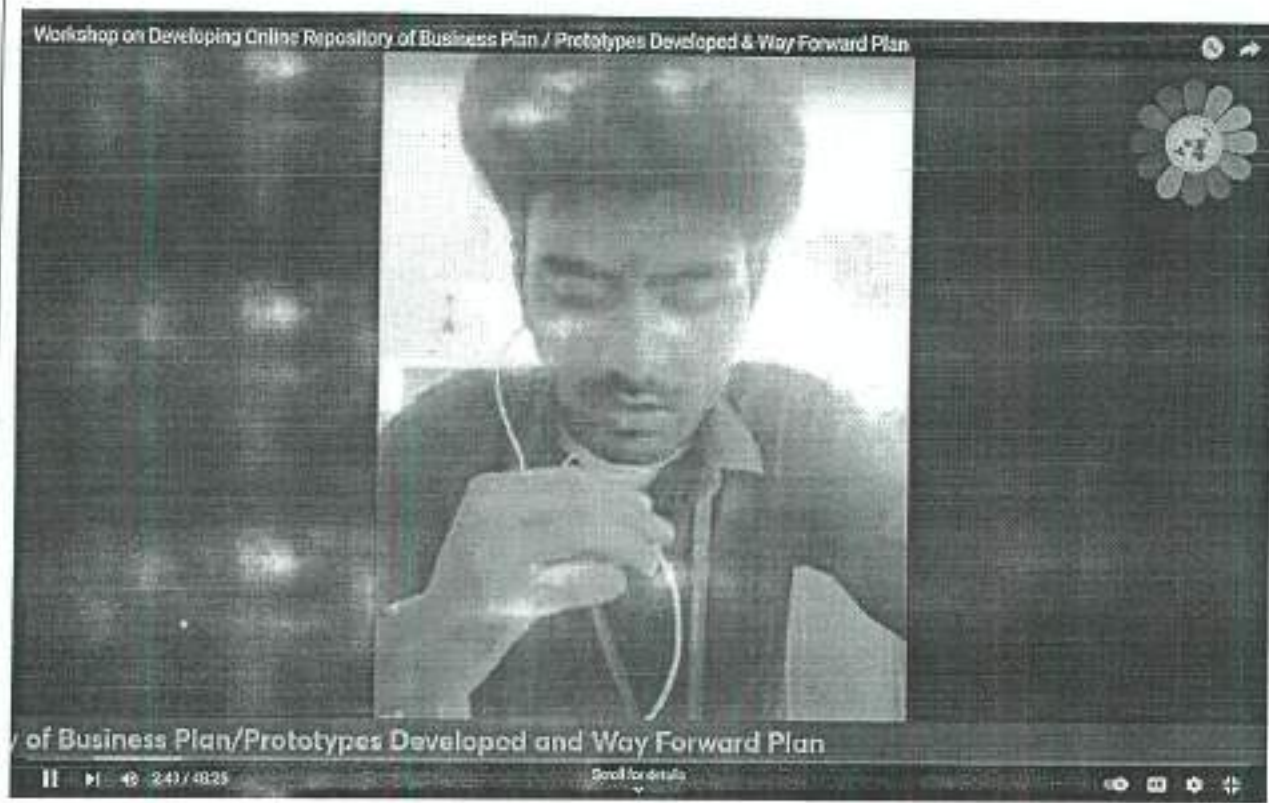 Workshop on Developing Online Repository of Business Plan / Prototypes Developed & Way Forward Plan
of Business Plan/Prototypes Developed and Way Forward Plan
Scroll for details